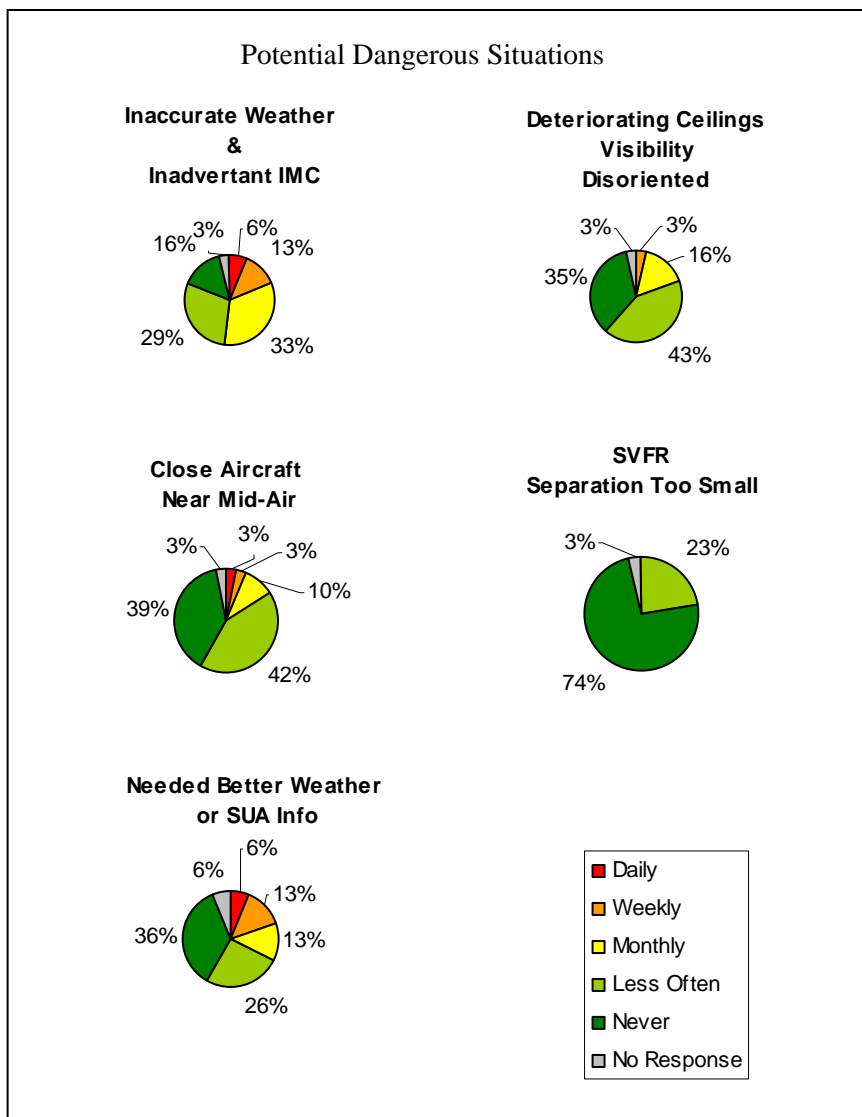 Potential Dangerous Situations
Inaccurate Weather
&
Inadvertant IMC
3%
6%
16%
13%
29%
33%
Deteriorating Ceilings
Visibility
Disoriented
3%
3%
16%
35%
43%
Close Aircraft
Near Mid-Air
3%
3%
3%
10%
39%
42%
SVFR
Separation Too Small
3%
23%
74%
Needed Better Weather
or SUA Info
6%
6%
13%
36%
13%
26%
Daily
Weekly
Monthly
Less Often
Never
No Response